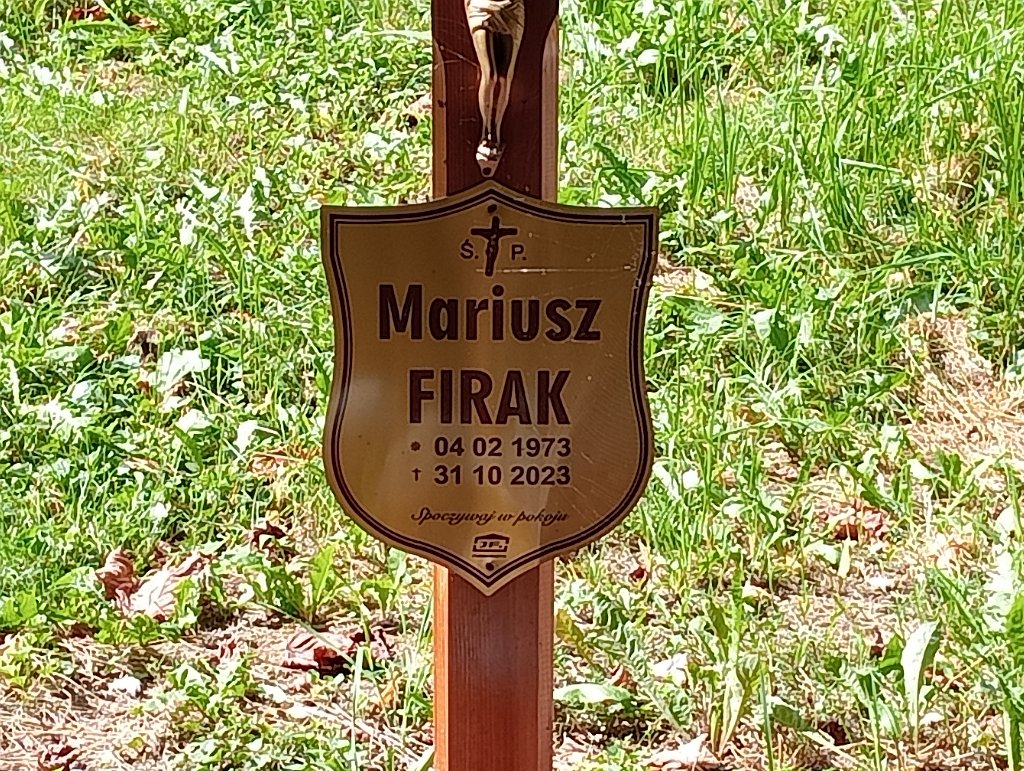 Ś. P.
Mariusz
FIRAK
* 04 02 1973
† 31 10 2023
Spoczywaj w pokoju